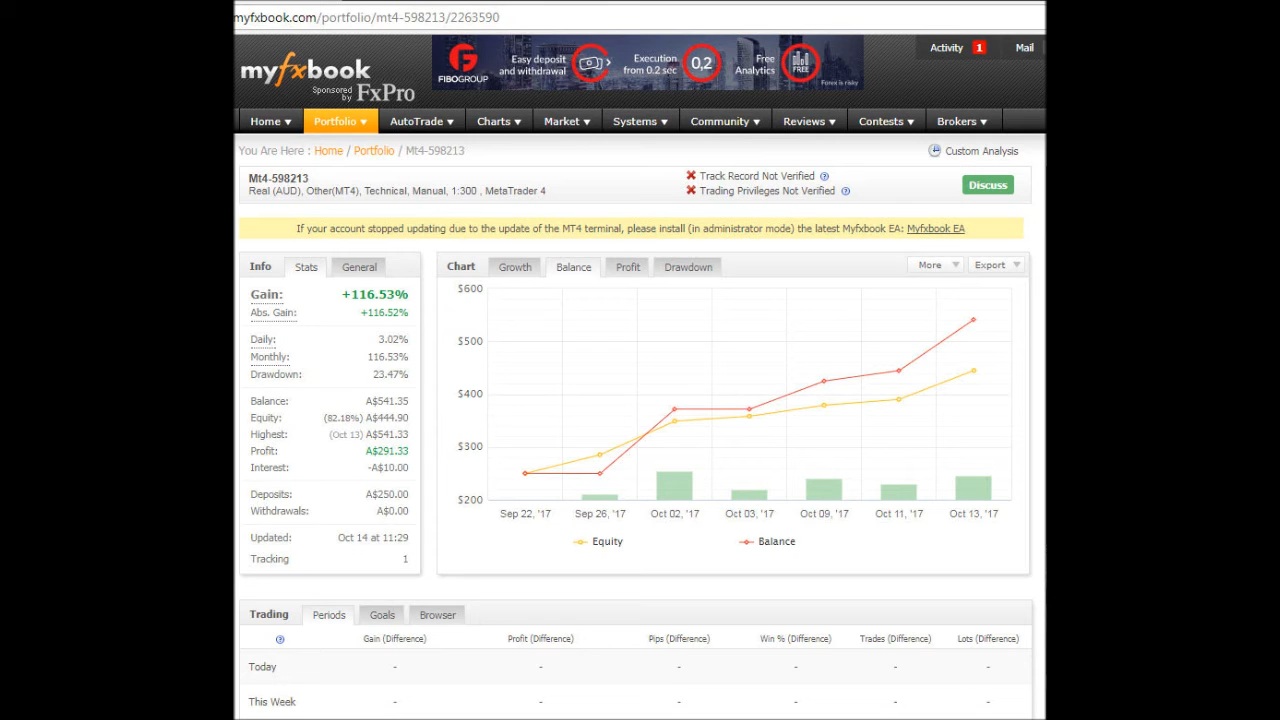 myfxbook.com/portfolio/mt4-598213/2263590
myfxbook
Sponsored by FxPro
FIBOGROUP
Easy deposit and withdrawal
Execution from 0.2 sec
0,2
Free Analytics
FREE
Forex is risky
Activity 1 Mail
Home Portfolio AutoTrade Charts Market Systems Community Reviews Contests Brokers
You Are Here : Home / Portfolio / Mt4-598213
Custom Analysis
Mt4-598213
Real (AUD), Other(MT4), Technical, Manual, 1:300 , MetaTrader 4
Track Record Not Verified
Trading Privileges Not Verified
Discuss
If your account stopped updating due to the update of the MT4 terminal, please install (in administrator mode) the latest Myfxbook EA: Myfxbook EA
Info Stats General
Gain: +116.53%
Abs. Gain: +116.52%
Daily: 3.02%
Monthly: 116.53%
Drawdown: 23.47%
Balance: A$541.35
Equity: (82.18%) A$444.90
Highest: (Oct 13) A$541.33
Profit: A$291.33
Interest: -A$10.00
Deposits: A$250.00
Withdrawals: A$0.00
Updated: Oct 14 at 11:29
Tracking 1
Chart Growth Balance Profit Drawdown More Export
$600
$500
$400
$300
$200
Sep 22, '17 Sep 26, '17 Oct 02, '17 Oct 03, '17 Oct 09, '17 Oct 11, '17 Oct 13, '17
Equity Balance
Trading Periods Goals Browser
Gain (Difference) Profit (Difference) Pips (Difference) Win % (Difference) Trades (Difference) Lots (Difference)
Today - - - - - -
This Week - - - - - -